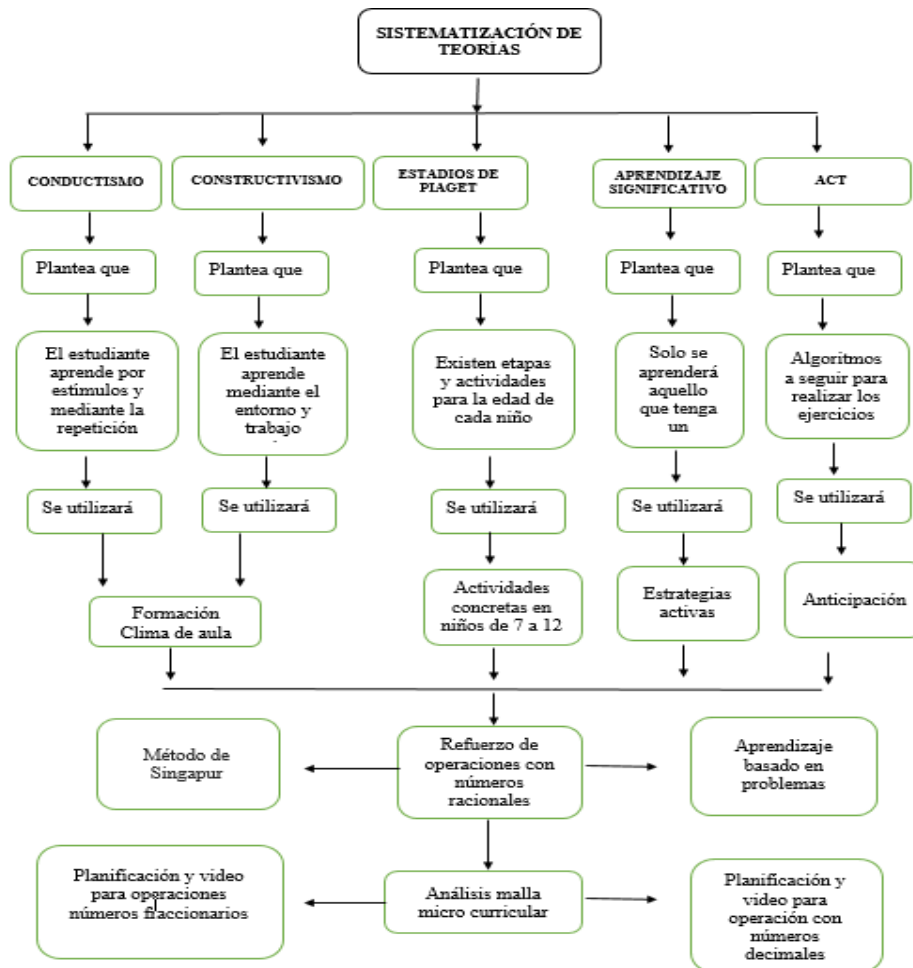 SISTEMATIZACIÓN DE
TEORÍAS
CONDUCTISMO
CONSTRUCTIVISMO
ESTADIOS DE
PIAGET
APRENDIZAJE
SIGNIFICATIVO
ACT
Plantea que
Plantea que
Plantea que
Plantea que
Plantea que
El estudiante
aprende por
estímulos y
mediante la
repetición
El estudiante
aprende
mediante el
entorno y
trabajo
Existen etapas
y actividades
para la edad de
cada niño
Solo se
aprenderá
aquello que
tenga un
Algoritmos
a seguir para
realizar los
ejercicios
Se utilizará
Se utilizará
Se utilizará
Se utilizará
Se utilizará
Formación
Clima de aula
Actividades
concretas en
niños de 7 a 12
Estrategias
activas
Anticipación
Método de
Singapur
Refuerzo de
operaciones con
números
racionales
Aprendizaje
basado en
problemas
Planificación y video
para operaciones
números fraccionarios
Análisis malla
micro curricular
Planificación y
video para
operación con
números
decimales